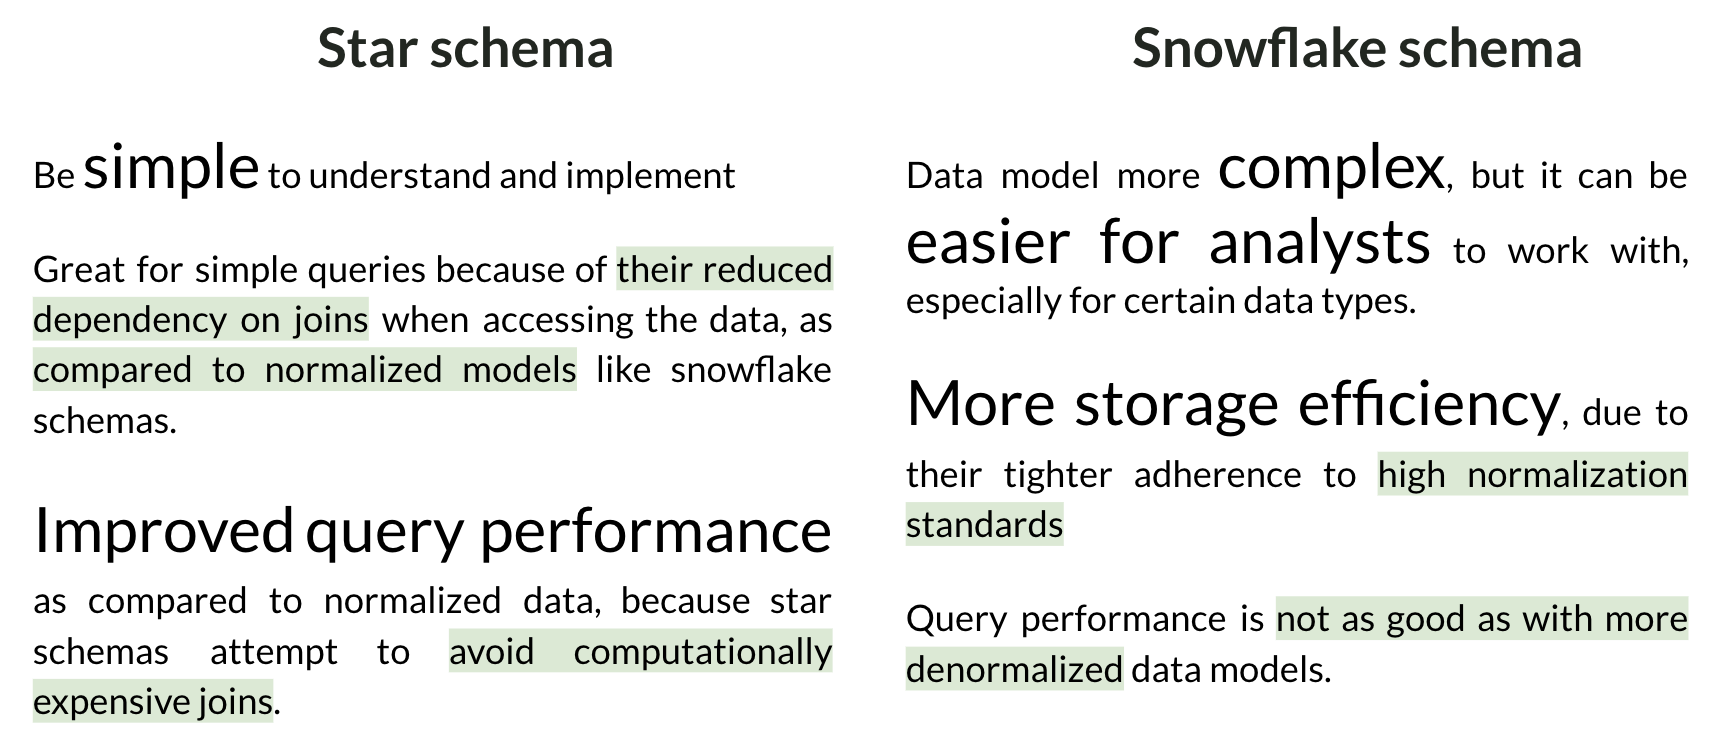 Star schema
Be simple to understand and implement
Great for simple queries because of their reduced
dependency on joins when accessing the data, as
compared to normalized models like snowflake
schemas.
Improved query performance
as compared to normalized data, because star
schemas attempt to avoid computationally
expensive joins.
Snowflake schema
Data model more complex, but it can be
easier for analysts to work with,
especially for certain data types.
More storage efficiency, due to
their tighter adherence to high normalization
standards
Query performance is not as good as with more
denormalized data models.